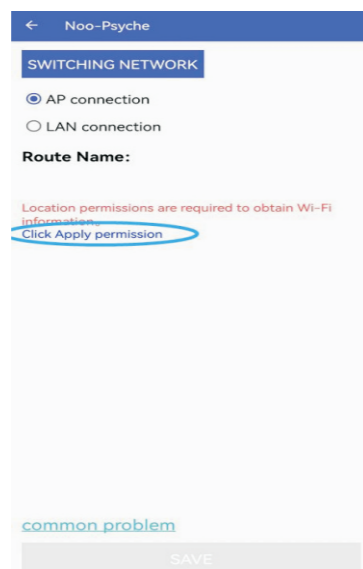 Noo-Psyche
SWITCHING NETWORK
AP connection
LAN connection
Route Name:
Location permissions are required to obtain Wi-Fi
information。
Click Apply permission
common problem
SAVE